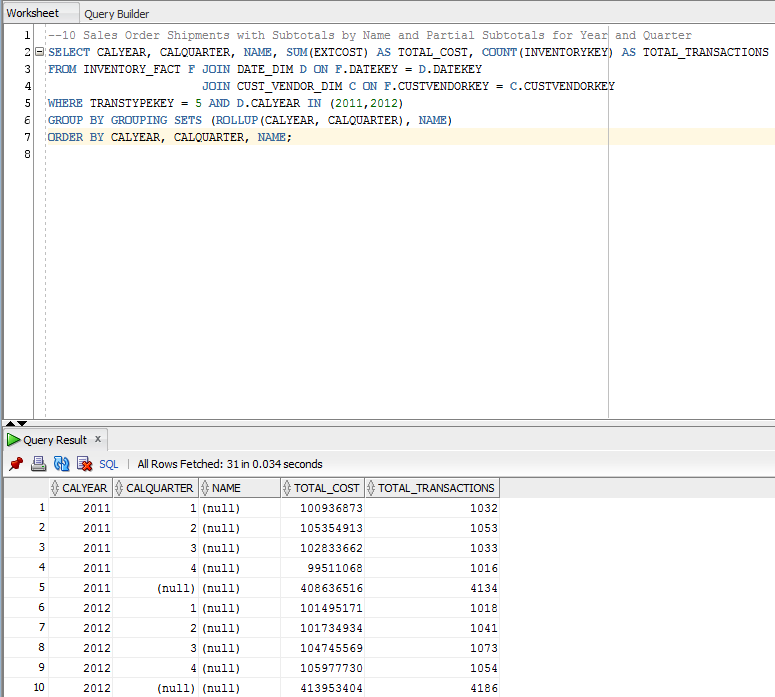 Worksheet Query Builder
1 --10 Sales Order Shipments with Subtotals by Name and Partial Subtotals for Year and Quarter
2 SELECT CALYEAR, CALQUARTER, NAME, SUM(EXTCOST) AS TOTAL_COST, COUNT(INVENTORYKEY) AS TOTAL_TRANSACTIONS
3 FROM INVENTORY_FACT F JOIN DATE_DIM D ON F.DATEKEY = D.DATEKEY
4 JOIN CUST_VENDOR_DIM C ON F.CUSTVENDORKEY = C.CUSTVENDORKEY
5 WHERE TRANSTYPEKEY = 5 AND D.CALYEAR IN (2011,2012)
6 GROUP BY GROUPING SETS (ROLLUP(CALYEAR, CALQUARTER), NAME)
7 ORDER BY CALYEAR, CALQUARTER, NAME;
8
Query Result x
SQL | All Rows Fetched: 31 in 0.034 seconds
CALYEAR CALQUARTER NAME TOTAL_COST TOTAL_TRANSACTIONS
1 2011 1 (null) 100936873 1032
2 2011 2 (null) 105354913 1053
3 2011 3 (null) 102833662 1033
4 2011 4 (null) 99511068 1016
5 2011 (null) (null) 408636516 4134
6 2012 1 (null) 101495171 1018
7 2012 2 (null) 101734934 1041
8 2012 3 (null) 104745569 1073
9 2012 4 (null) 105977730 1054
10 2012 (null) (null) 413953404 4186